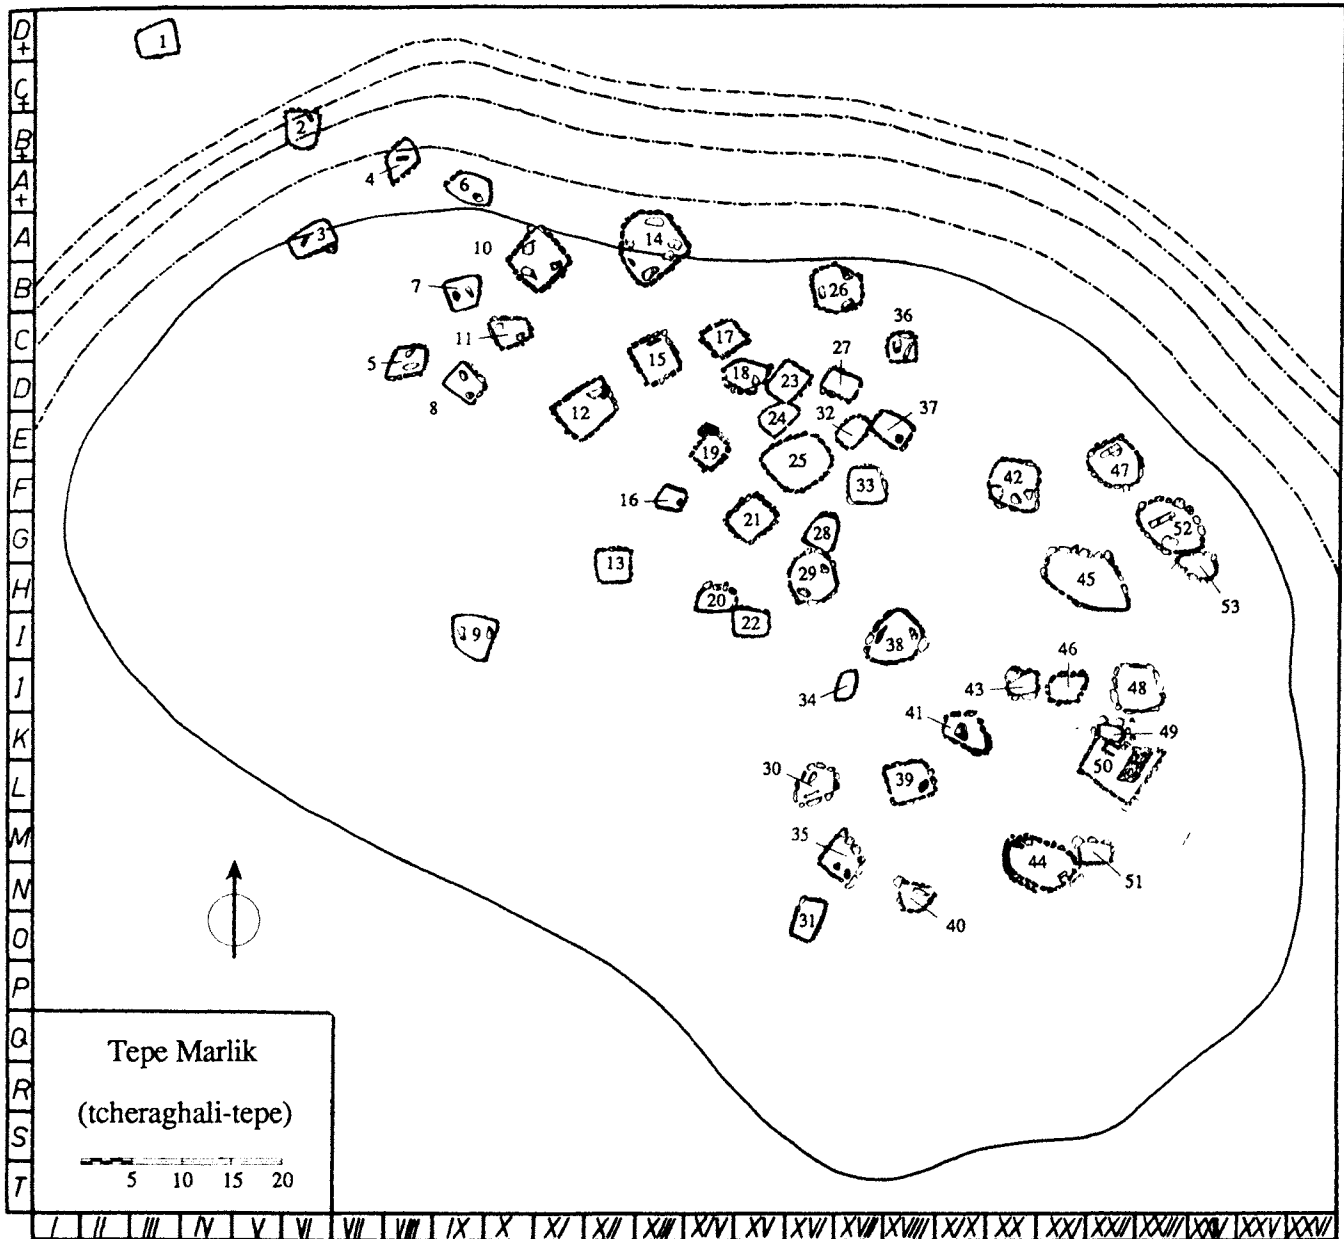 D+
C+
B+
A+
A
B
C
D
E
F
G
H
I
J
K
L
M
N
O
P
Q
R
S
T
1
2
4
6
3
10
14
7
26
11
17
36
5
15
27
8
18
23
12
24
32
37
19
25
47
16
33
42
21
28
52
13
29
45
20
53
22
9
38
34
43
46
48
41
49
30
39
50
35
44
51
31
40
Tepe Marlik
(tcheraghali-tepe)
5 10 15 20
I II III IV V VI VII VIII IX X XI XII XIII XIV XV XVI XVII XVIII XIX XX XXI XXII XXIII XXIV XXV XXVI